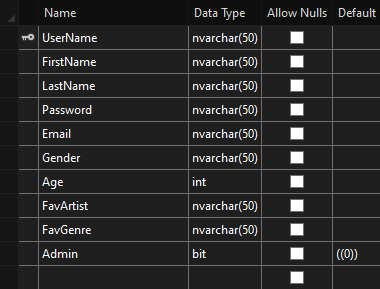 Name Data Type Allow Nulls Default
UserName nvarchar(50)
FirstName nvarchar(50)
LastName nvarchar(50)
Password nvarchar(50)
Email nvarchar(50)
Gender nvarchar(50)
Age int
FavArtist nvarchar(50)
FavGenre nvarchar(50)
Admin bit ((0))